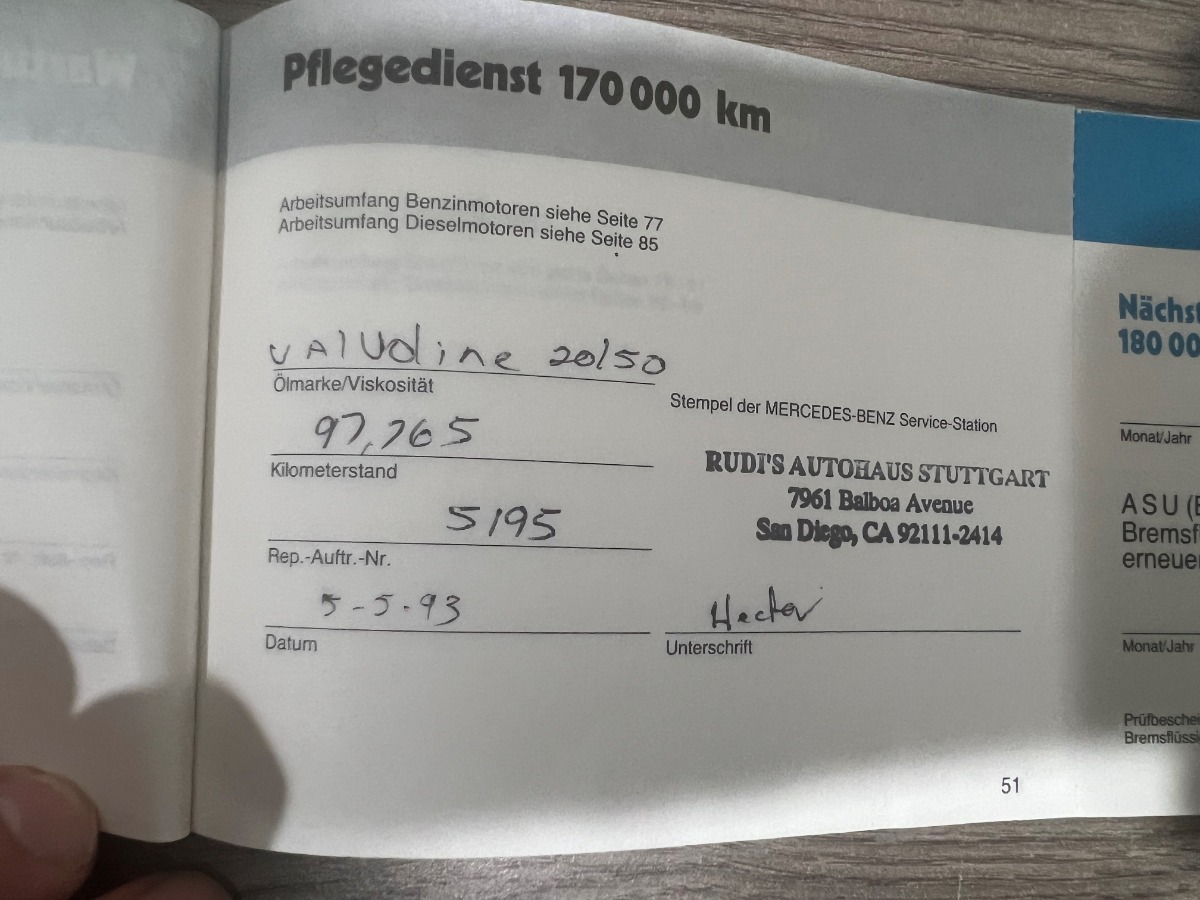 Pflegedienst 170 000 km
Arbeitsumfang Benzinmotoren siehe Seite 77
Arbeitsumfang Dieselmotoren siehe Seite 85
VAlVOline 20/50
Ölmarke/Viskosität
97,765
Kilometerstand
5195
Rep.-Auftr.-Nr.
5-5-93
Datum
Stempel der MERCEDES-BENZ Service-Station
RUDI'S AUTOHAUS STUTTGART
7961 Balboa Avenue
San Diego, CA 92111-2414
Hector
Unterschrift
51
Nächst
180 00
Monat/Jahr
ASU (
Bremsf
erneue
Monat/Jahr
Prüfbeschei
Bremsflüssi